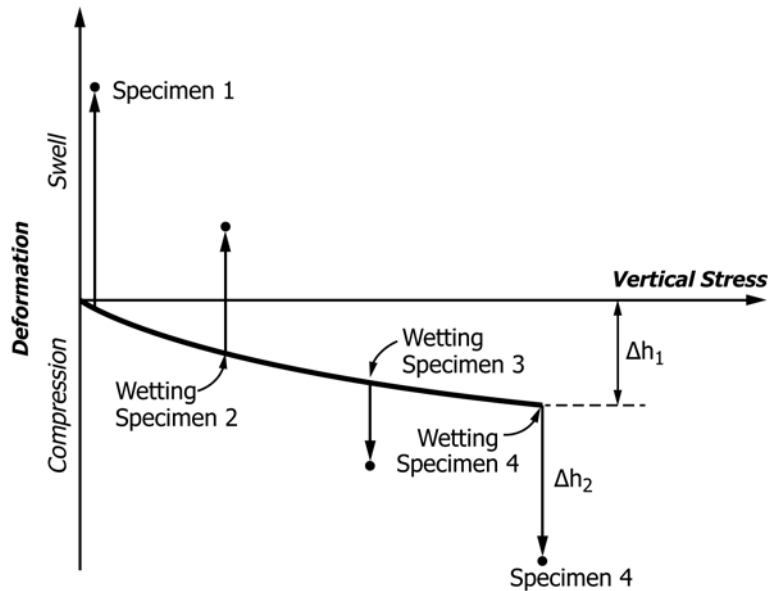 Specimen 1
Swell
Deformation
Vertical Stress
Compression
Wetting
Specimen 2
Wetting
Specimen 3
Δh1
Wetting
Specimen 4
Δh2
Specimen 4